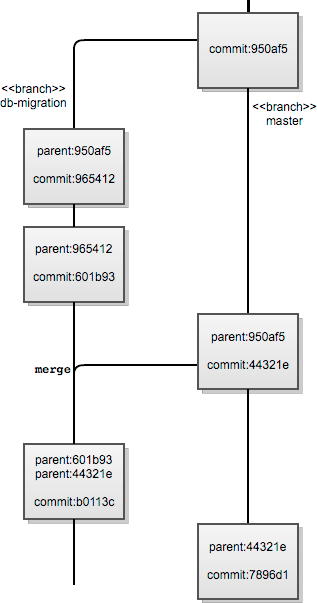 commit:950af5
<<branch>>
db-migration
<<branch>>
master
parent:950af5
commit:965412
parent:965412
commit:601b93
parent:950af5
commit:44321e
merge
parent:601b93
parent:44321e
commit:b0113c
parent:44321e
commit:7896d1